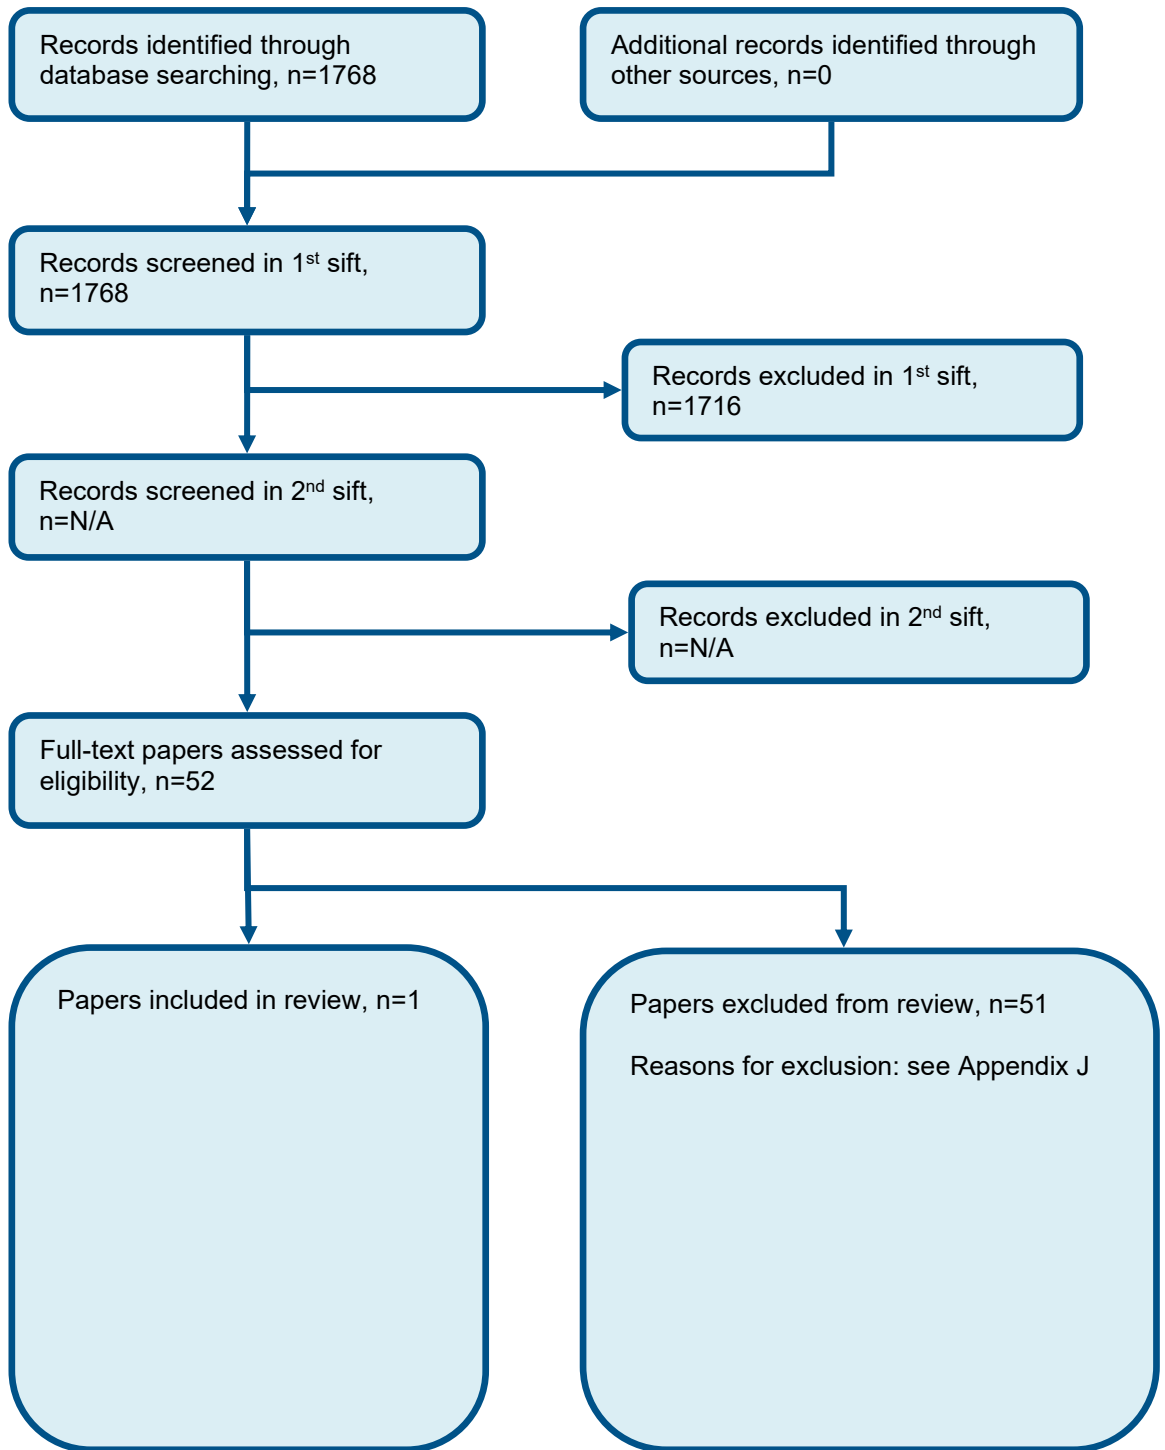 Records identified through
database searching, n=1768
Additional records identified through
other sources, n=0
Records screened in 1st sift,
n=1768
Records excluded in 1st sift,
n=1716
Records screened in 2nd sift,
n=N/A
Records excluded in 2nd sift,
n=N/A
Full-text papers assessed for
eligibility, n=52
Papers included in review, n=1
Papers excluded from review, n=51
Reasons for exclusion: see Appendix J